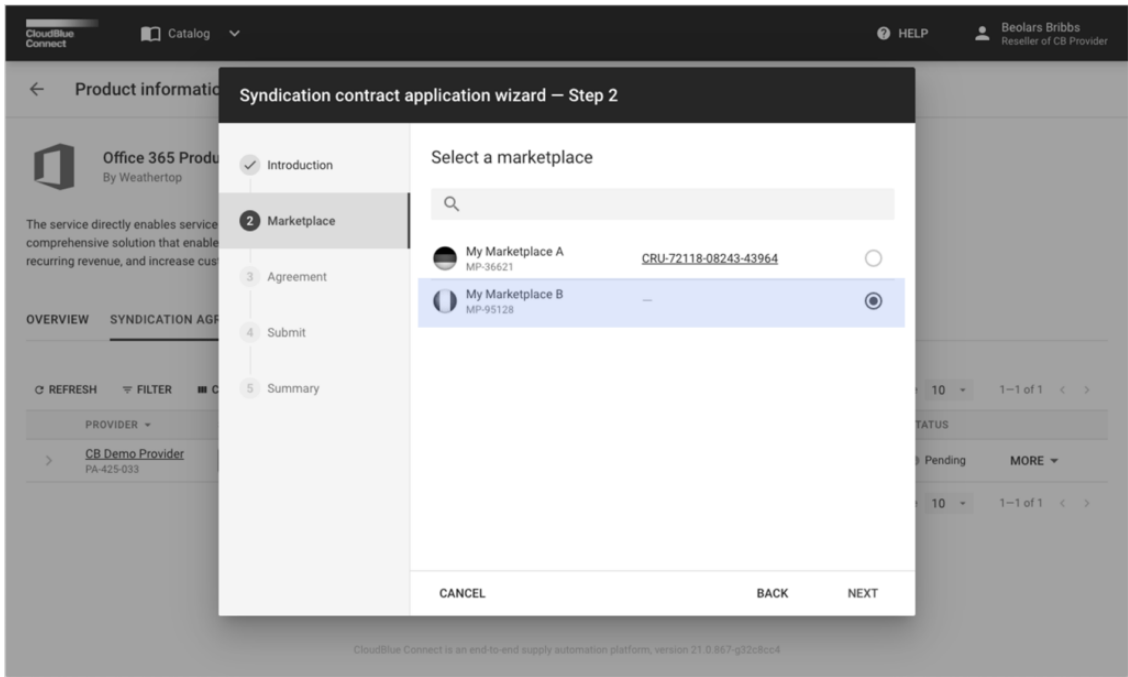 CloudBlue
Connect
Catalog
HELP
Beolars Bribbs
Reseller of CB Provider
Product informatic
Syndication contract application wizard — Step 2
Office 365 Produ
By Weathertop
The service directly enables service
comprehensive solution that enable
recurring revenue, and increase cus
OVERVIEW SYNDICATION AGR
REFRESH FILTER C
10 1—1 of 1
PROVIDER
TATUS
CB Demo Provider
PA-425-033
Pending MORE
10 1—1 of 1
Introduction
2 Marketplace
3 Agreement
4 Submit
5 Summary
Select a marketplace
My Marketplace A
MP-36621
CRU-72118-08243-43964
My Marketplace B
MP-95128
—
CANCEL BACK NEXT
CloudBlue Connect is an end-to-end supply automation platform, version 21.0.867-g32c8cc4